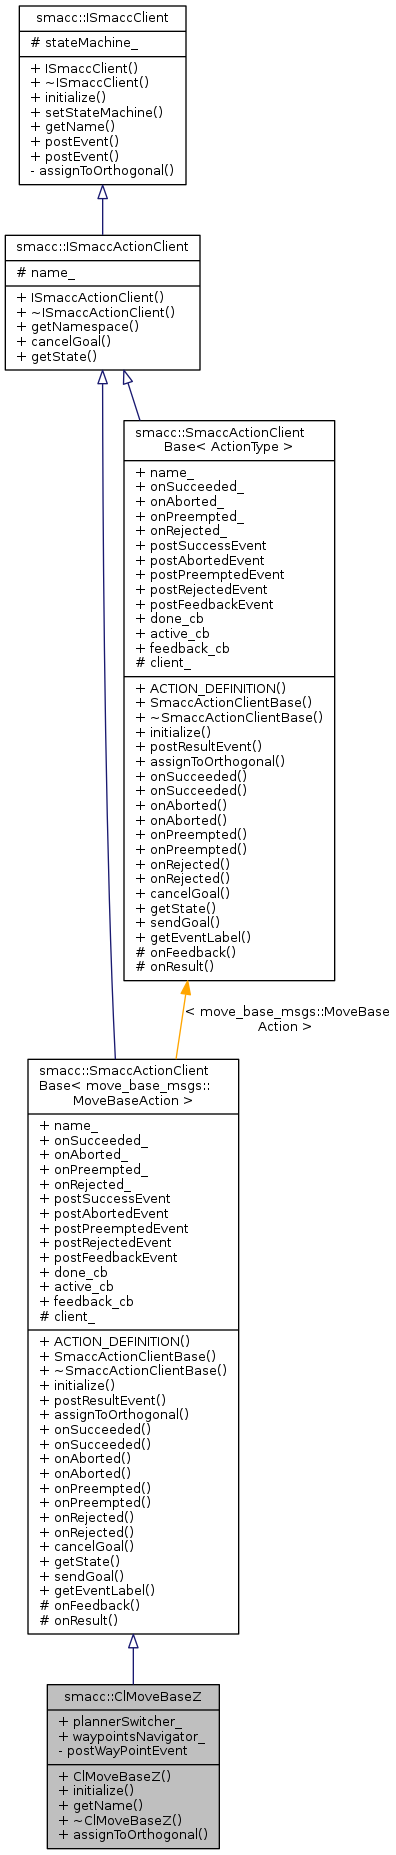 smacc::ISmaccClient
# stateMachine_
+ ISmaccClient()
+ ~ISmaccClient()
+ initialize()
+ setStateMachine()
+ getName()
+ postEvent()
+ postEvent()
- assignToOrthogonal()
smacc::ISmaccActionClient
# name_
+ ISmaccActionClient()
+ ~ISmaccActionClient()
+ getNamespace()
+ cancelGoal()
+ getState()
smacc::SmaccActionClient
Base< ActionType >
+ name_
+ onSucceeded_
+ onAborted_
+ onPreempted_
+ onRejected_
+ postSuccessEvent
+ postAbortedEvent
+ postPreemptedEvent
+ postRejectedEvent
+ postFeedbackEvent
+ done_cb
+ active_cb
+ feedback_cb
# client_
+ ACTION_DEFINITION()
+ SmaccActionClientBase()
+ ~SmaccActionClientBase()
+ initialize()
+ postResultEvent()
+ assignToOrthogonal()
+ onSucceeded()
+ onSucceeded()
+ onAborted()
+ onAborted()
+ onPreempted()
+ onPreempted()
+ onRejected()
+ onRejected()
+ cancelGoal()
+ getState()
+ sendGoal()
+ getEventLabel()
# onFeedback()
# onResult()
< move_base_msgs::MoveBase
Action >
smacc::SmaccActionClient
Base< move_base_msgs::
MoveBaseAction >
+ name_
+ onSucceeded_
+ onAborted_
+ onPreempted_
+ onRejected_
+ postSuccessEvent
+ postAbortedEvent
+ postPreemptedEvent
+ postRejectedEvent
+ postFeedbackEvent
+ done_cb
+ active_cb
+ feedback_cb
# client_
+ ACTION_DEFINITION()
+ SmaccActionClientBase()
+ ~SmaccActionClientBase()
+ initialize()
+ postResultEvent()
+ assignToOrthogonal()
+ onSucceeded()
+ onSucceeded()
+ onAborted()
+ onAborted()
+ onPreempted()
+ onPreempted()
+ onRejected()
+ onRejected()
+ cancelGoal()
+ getState()
+ sendGoal()
+ getEventLabel()
# onFeedback()
# onResult()
smacc::ClMoveBaseZ
+ plannerSwitcher_
+ waypointsNavigator_
- postWayPointEvent
+ ClMoveBaseZ()
+ initialize()
+ getName()
+ ~ClMoveBaseZ()
+ assignToOrthogonal()